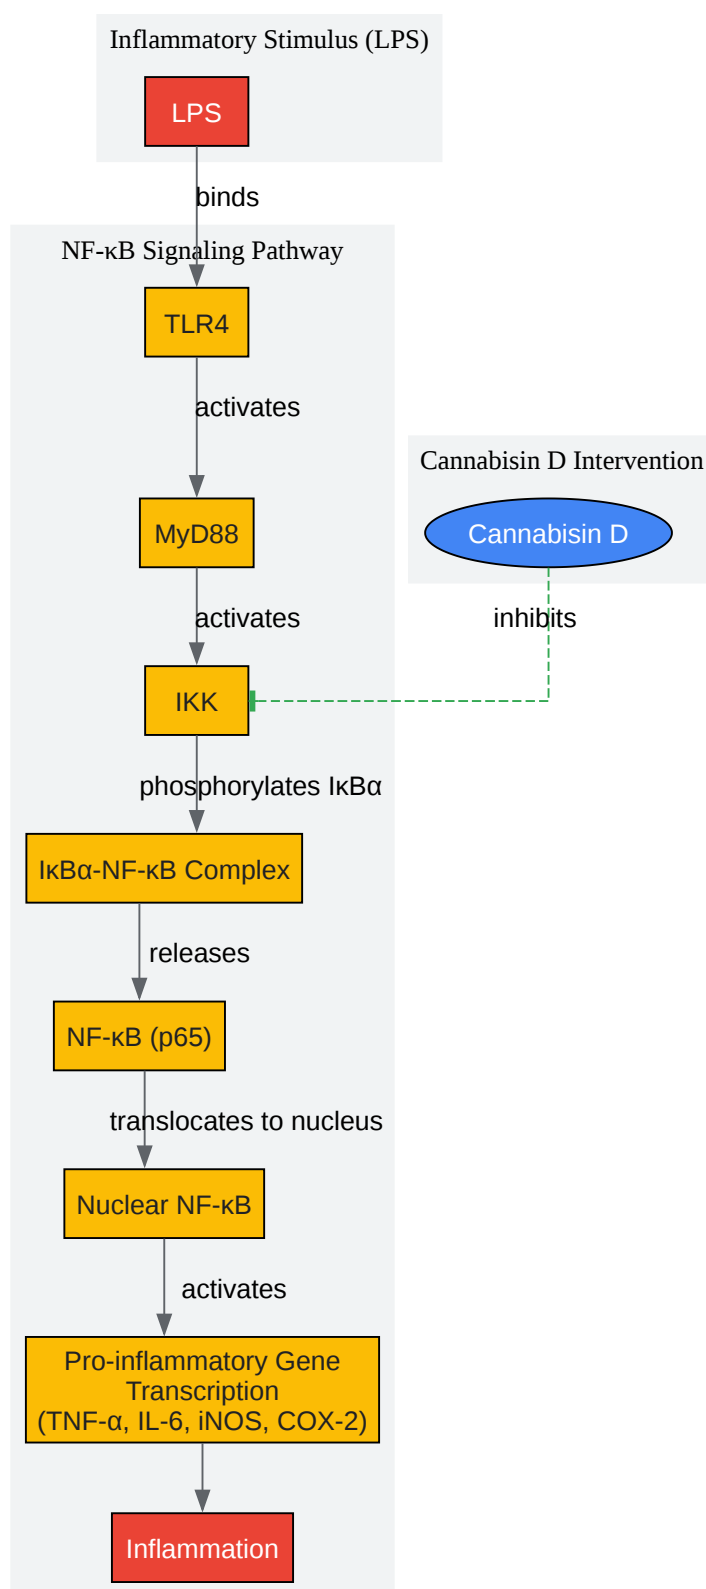 Inflammatory Stimulus (LPS)
LPS
binds
NF-κB Signaling Pathway
TLR4
activates
Cannabisin D Intervention
MyD88
Cannabisin D
activates
inhibits
IKK
phosphorylates IκBα
IκBα-NF-κB Complex
releases
NF-κB (p65)
translocates to nucleus
Nuclear NF-κB
activates
Pro-inflammatory Gene
Transcription
(TNF-α, IL-6, iNOS, COX-2)
Inflammation